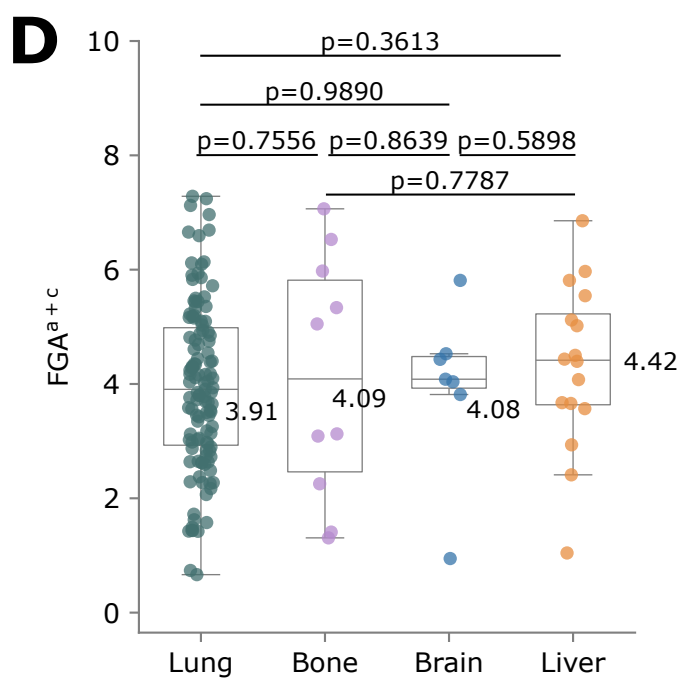 D
10
p=0.3613
p=0.9890
p=0.7556 p=0.8639 p=0.5898
8
p=0.7787
6
FGAa+c
4.42
4
4.09
3.91
4.08
2
0
Lung Bone Brain Liver